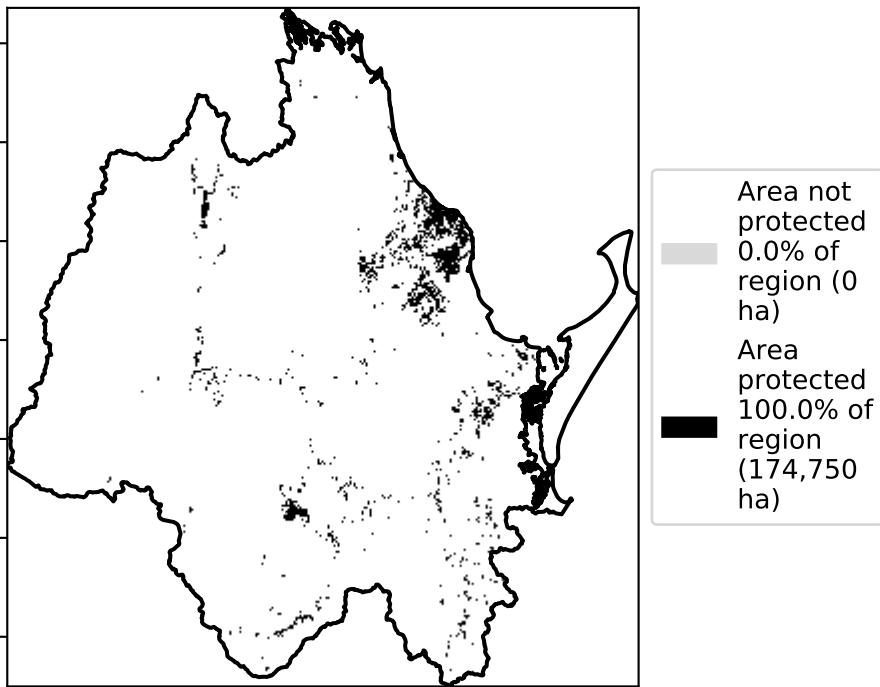 Area not
protected
0.0% of
region (0
ha)
Area
protected
100.0% of
region
(174,750
ha)